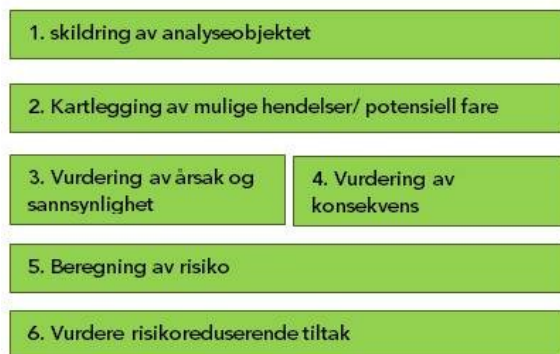 1. skildring av analyseobjektet
2. Kartlegging av mulige hendelser/ potensiell fare
3. Vurdering av årsak og
sannsynlighet
4. Vurdering av
konsekvens
5. Beregning av risiko
6. Vurdere risikoreduserende tiltak